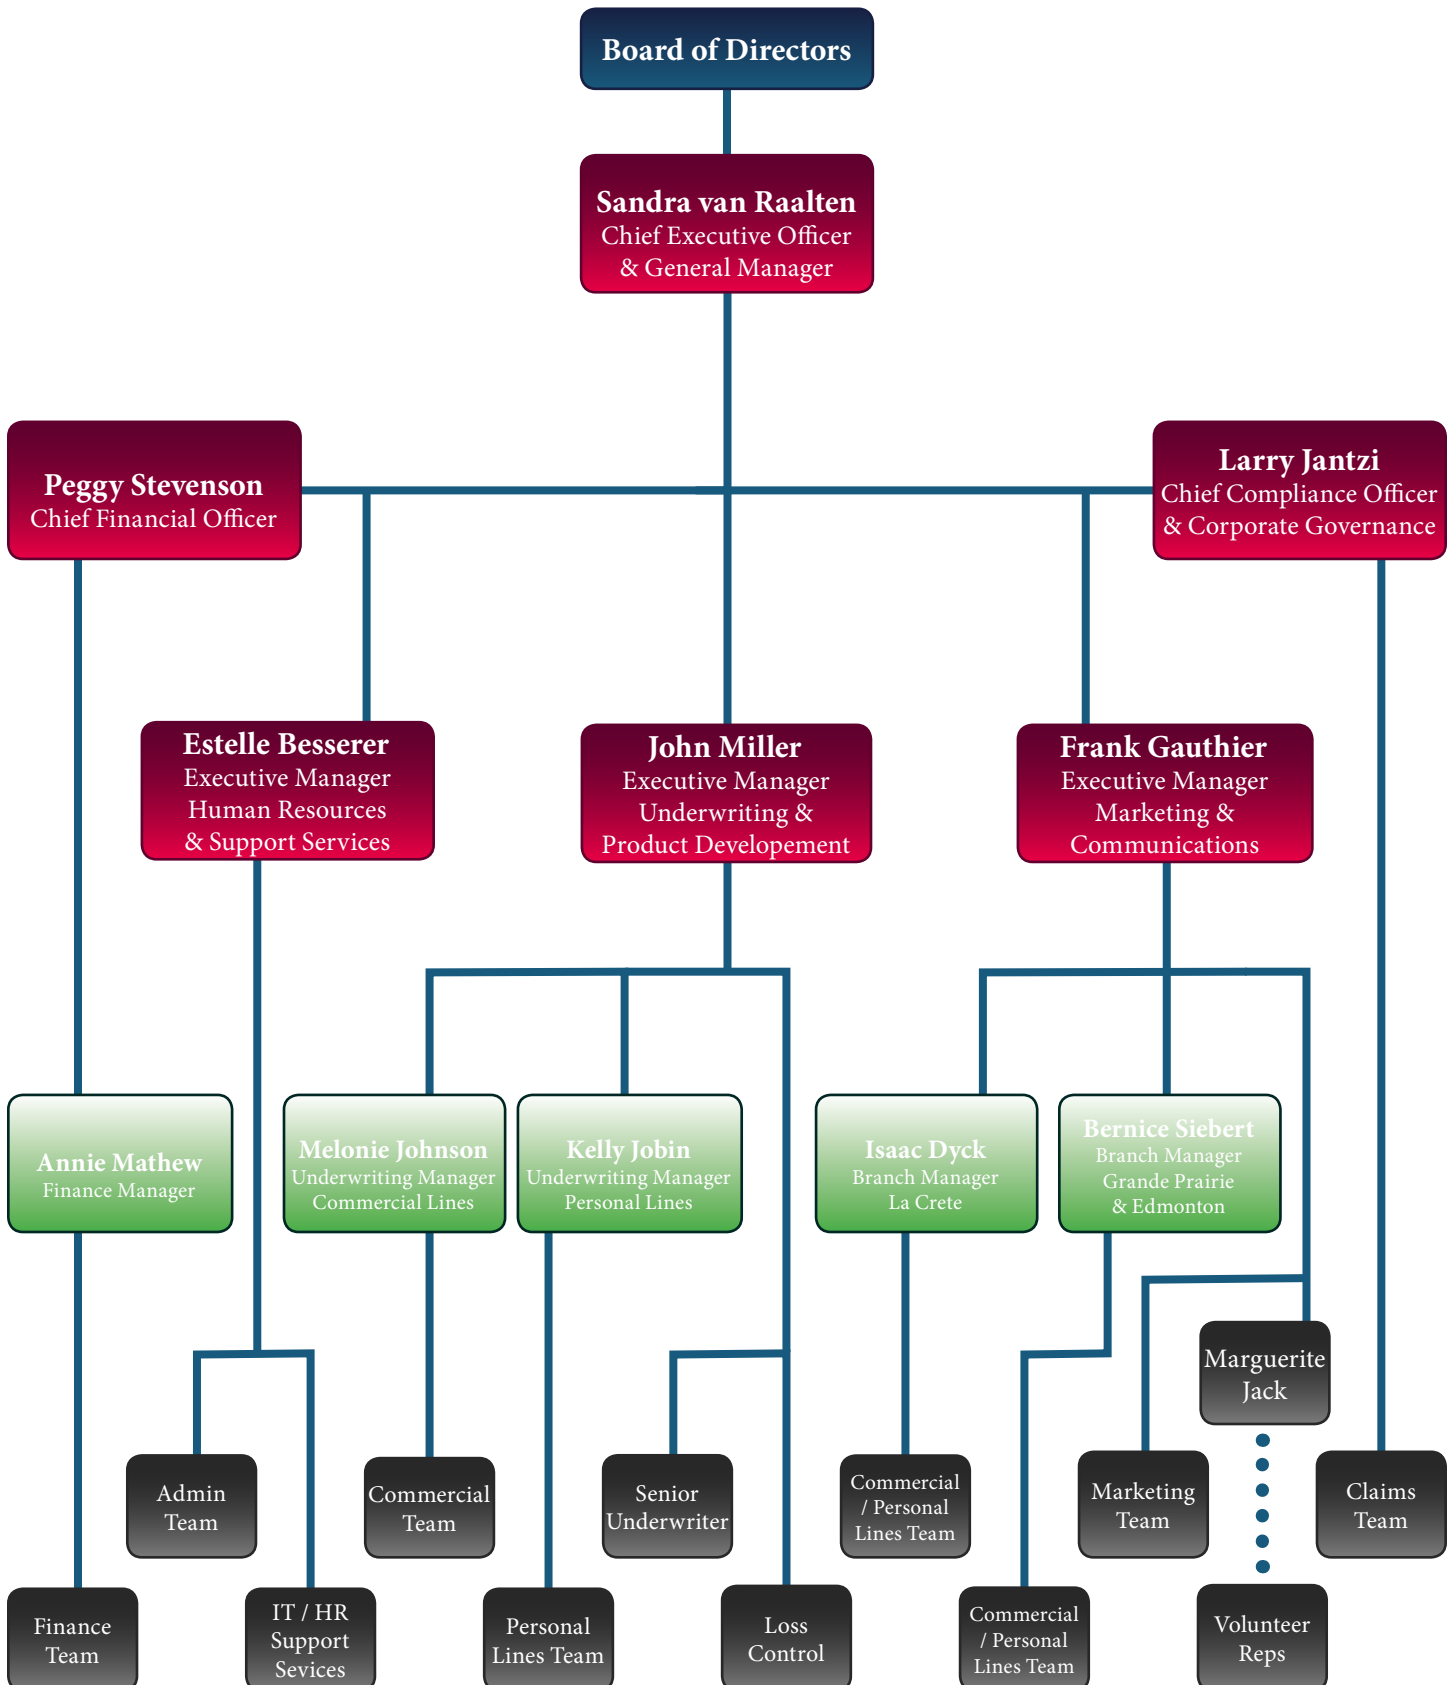 Board of Directors
Sandra van Raalten
Chief Executive Officer
& General Manager
Peggy Stevenson
Chief Financial Officer
Larry Jantzi
Chief Compliance Officer
& Corporate Governance
Estelle Besserer
Executive Manager
Human Resources
& Support Services
John Miller
Executive Manager
Underwriting &
Product Developement
Frank Gauthier
Executive Manager
Marketing &
Communications
Annie Mathew
Finance Manager
Melonie Johnson
Underwriting Manager
Commercial Lines
Kelly Jobin
Underwriting Manager
Personal Lines
Isaac Dyck
Branch Manager
La Crete
Bernice Siebert
Branch Manager
Grande Prairie
& Edmonton
Marguerite
Jack
Admin
Team
Commercial
Team
Senior
Underwriter
Commercial
/ Personal
Lines Team
Marketing
Team
Claims
Team
Finance
Team
IT / HR
Support
Sevices
Personal
Lines Team
Loss
Control
Commercial
/ Personal
Lines Team
Volunteer
Reps